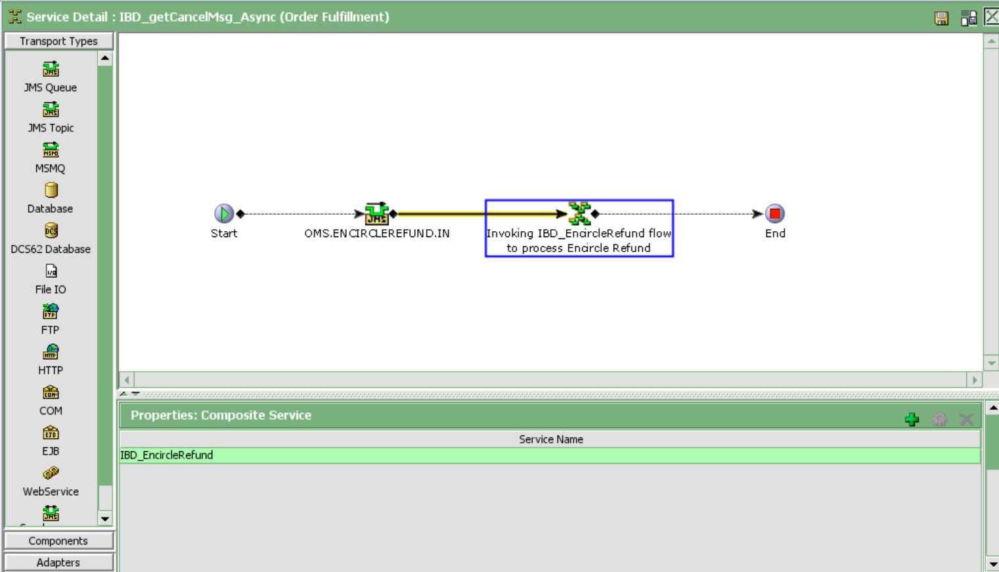 Service Detail : IBD_getCancelMsg_Async (Order Fulfillment)
Transport Types
JMS Queue
JMS Topic
MSMQ
Database
DCS62 Database
File IO
FTP
HTTP
COM
EJB
WebService
Components
Adapters
Start
OMS.ENCIRCLEREFUND.IN
Invoking IBD_EncircleRefund flow
to process Encircle Refund
End
Properties: Composite Service
Service Name
IBD_EncircleRefund